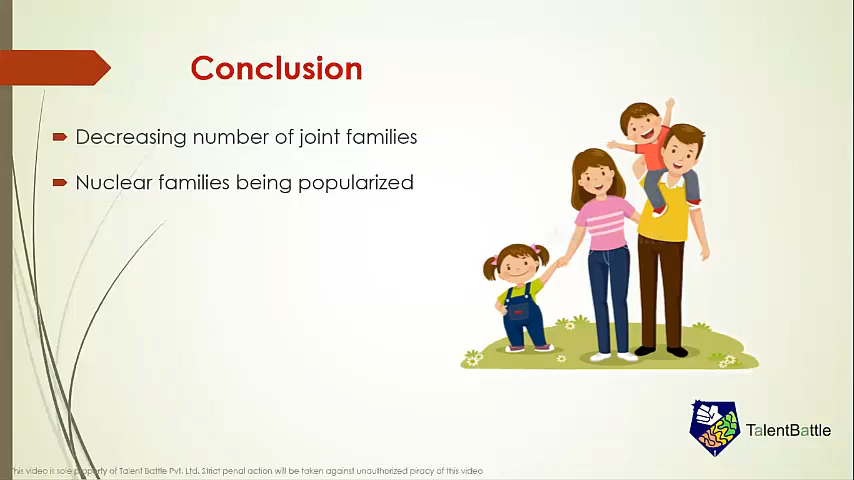 Conclusion
Decreasing number of joint families
Nuclear families being popularized
TalentBattle
This video is sole property of Talent Battle Pvt. Ltd. Strict penal action will be taken against unauthorized piracy of this video